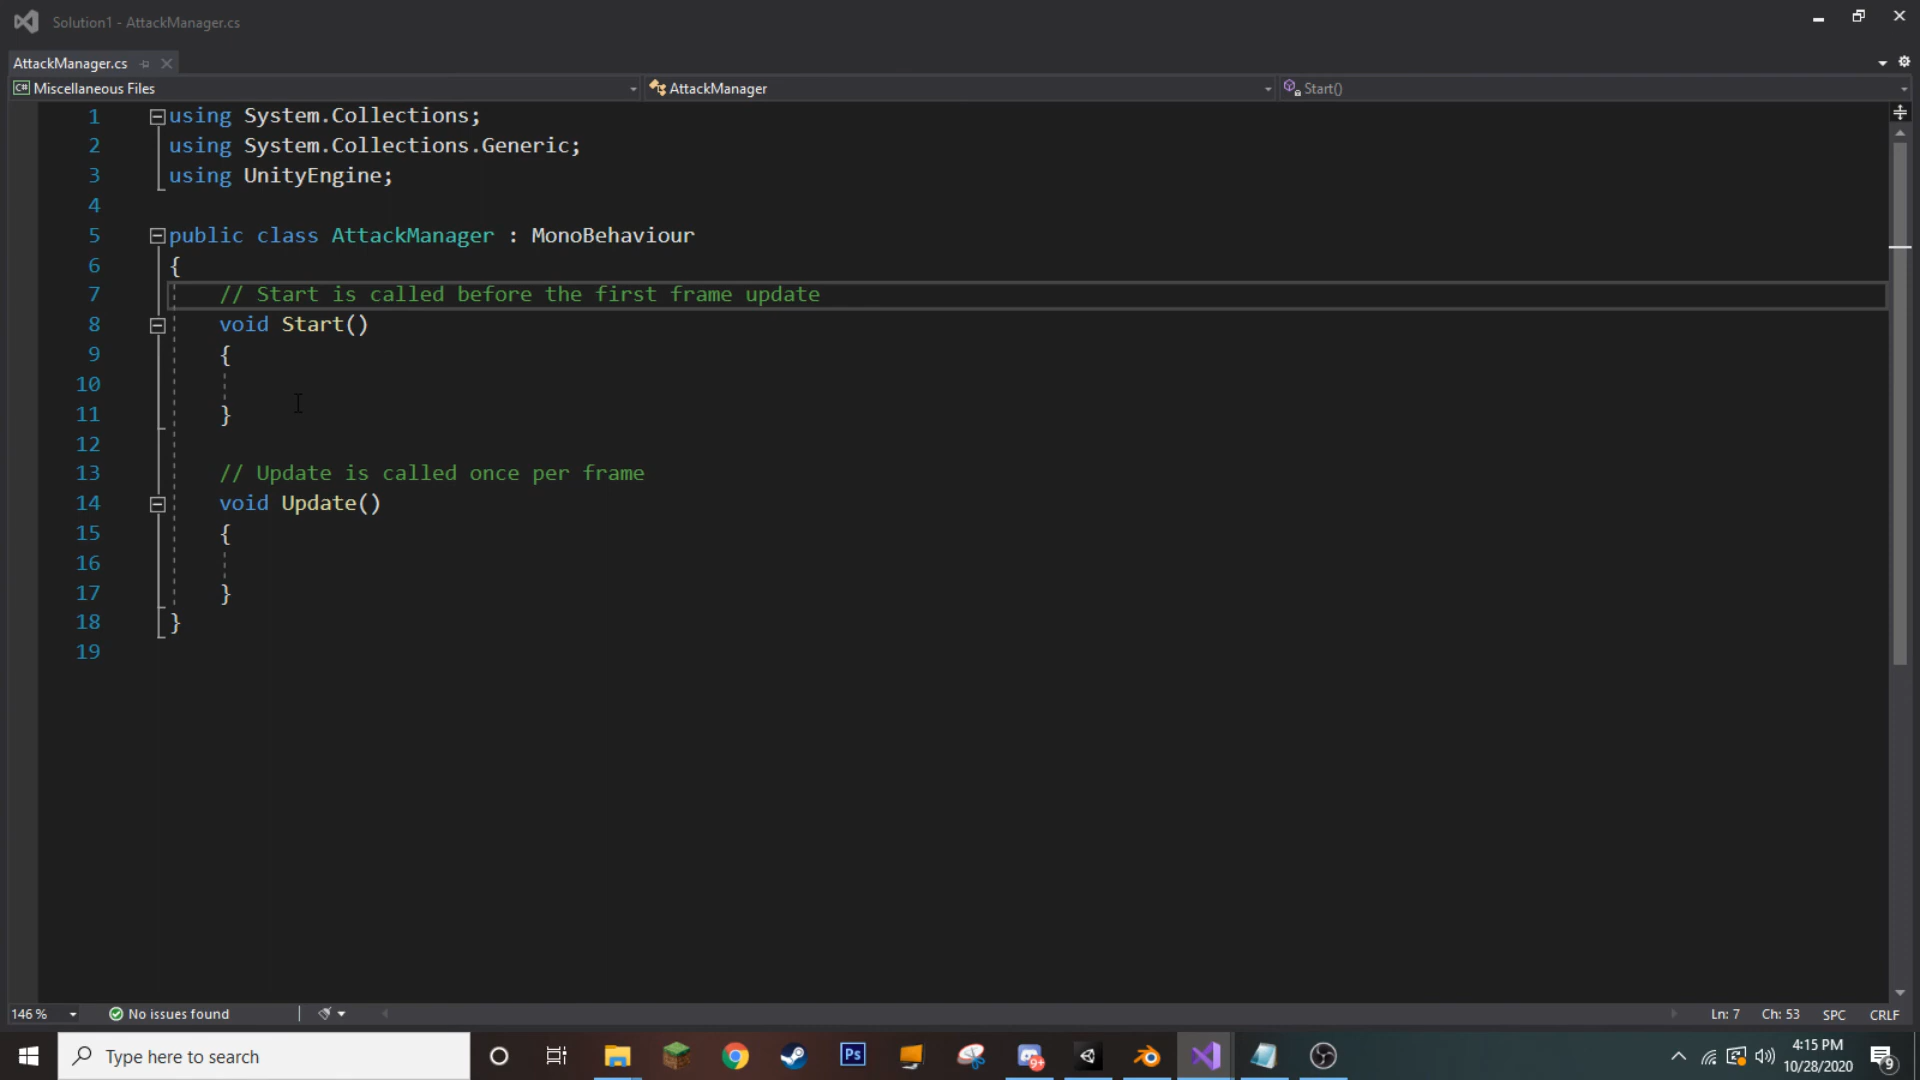 Solution1 - AttackManager.cs
AttackManager.cs
C# Miscellaneous Files
AttackManager
Start()
1 using System.Collections;
2 using System.Collections.Generic;
3 using UnityEngine;
4
5 public class AttackManager : MonoBehaviour
6 {
7 // Start is called before the first frame update
8 void Start()
9 {
10
11 }
12
13 // Update is called once per frame
14 void Update()
15 {
16
17 }
18 }
19
146 % No issues found Ln: 7 Ch: 53 SPC CRLF
Type here to search
Ps
9+
4:15 PM
10/28/2020
9